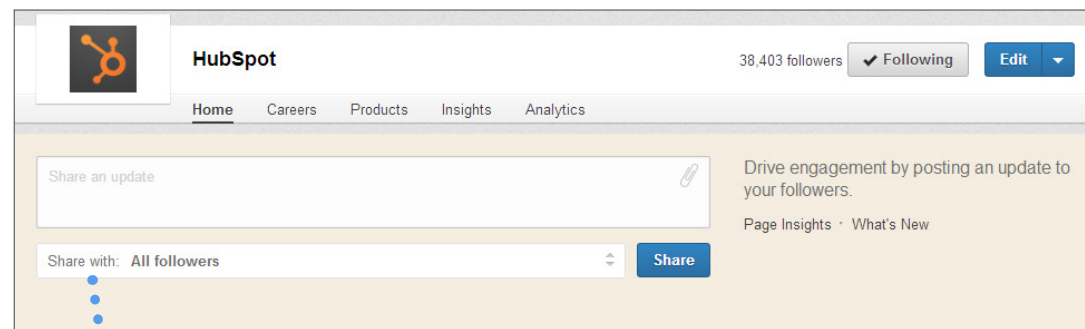 HubSpot
38,403 followers
Following
Edit
Home Careers Products Insights Analytics
Share an update
Drive engagement by posting an update to
your followers.
Page Insights · What's New
Share with: All followers
Share